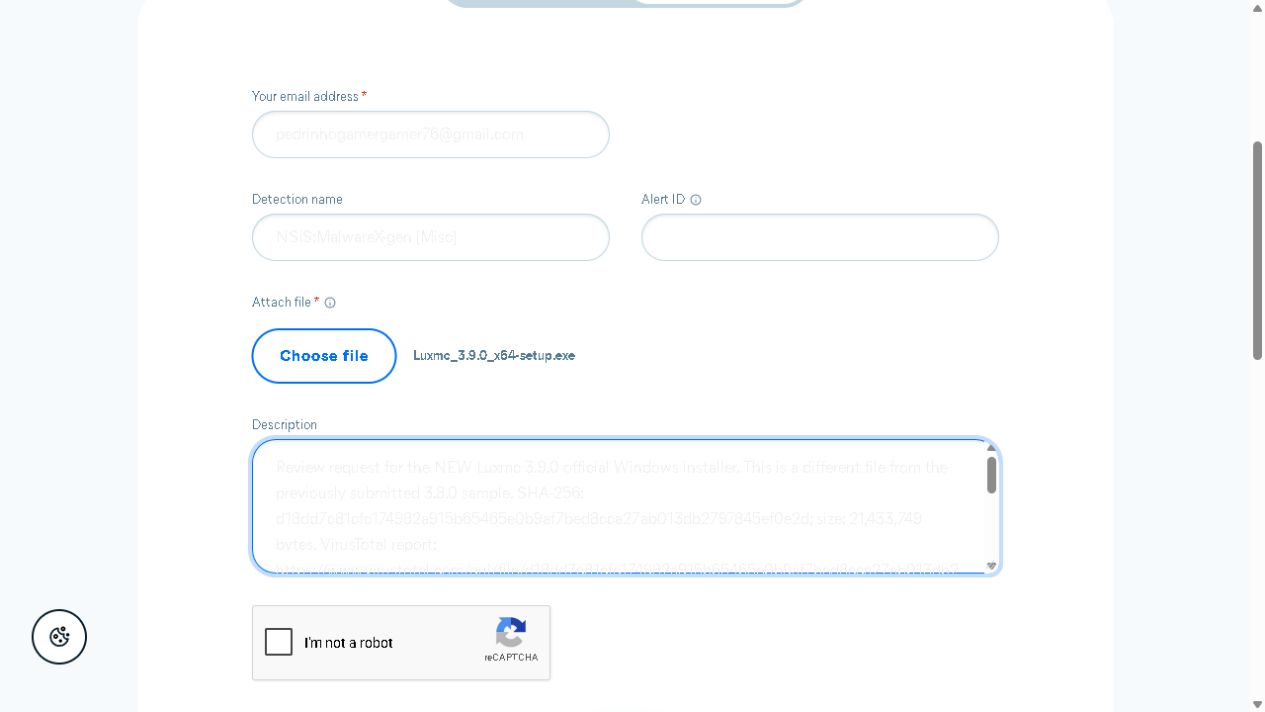 Your email address *
pedrinhogamergamer76@gmail.com
Detection name
Alert ID
NSIS:MalwareX-gen [Misc]
Attach file *
Choose file
Luxmc_3.9.0_x64-setup.exe
Description
Review request for the NEW Luxmc 3.9.0 official Windows installer. This is a different file from the
previously submitted 3.8.0 sample. SHA-256:
size: 21,433,749
bytes. VirusTotal report:
I'm not a robot
reCAPTCHA